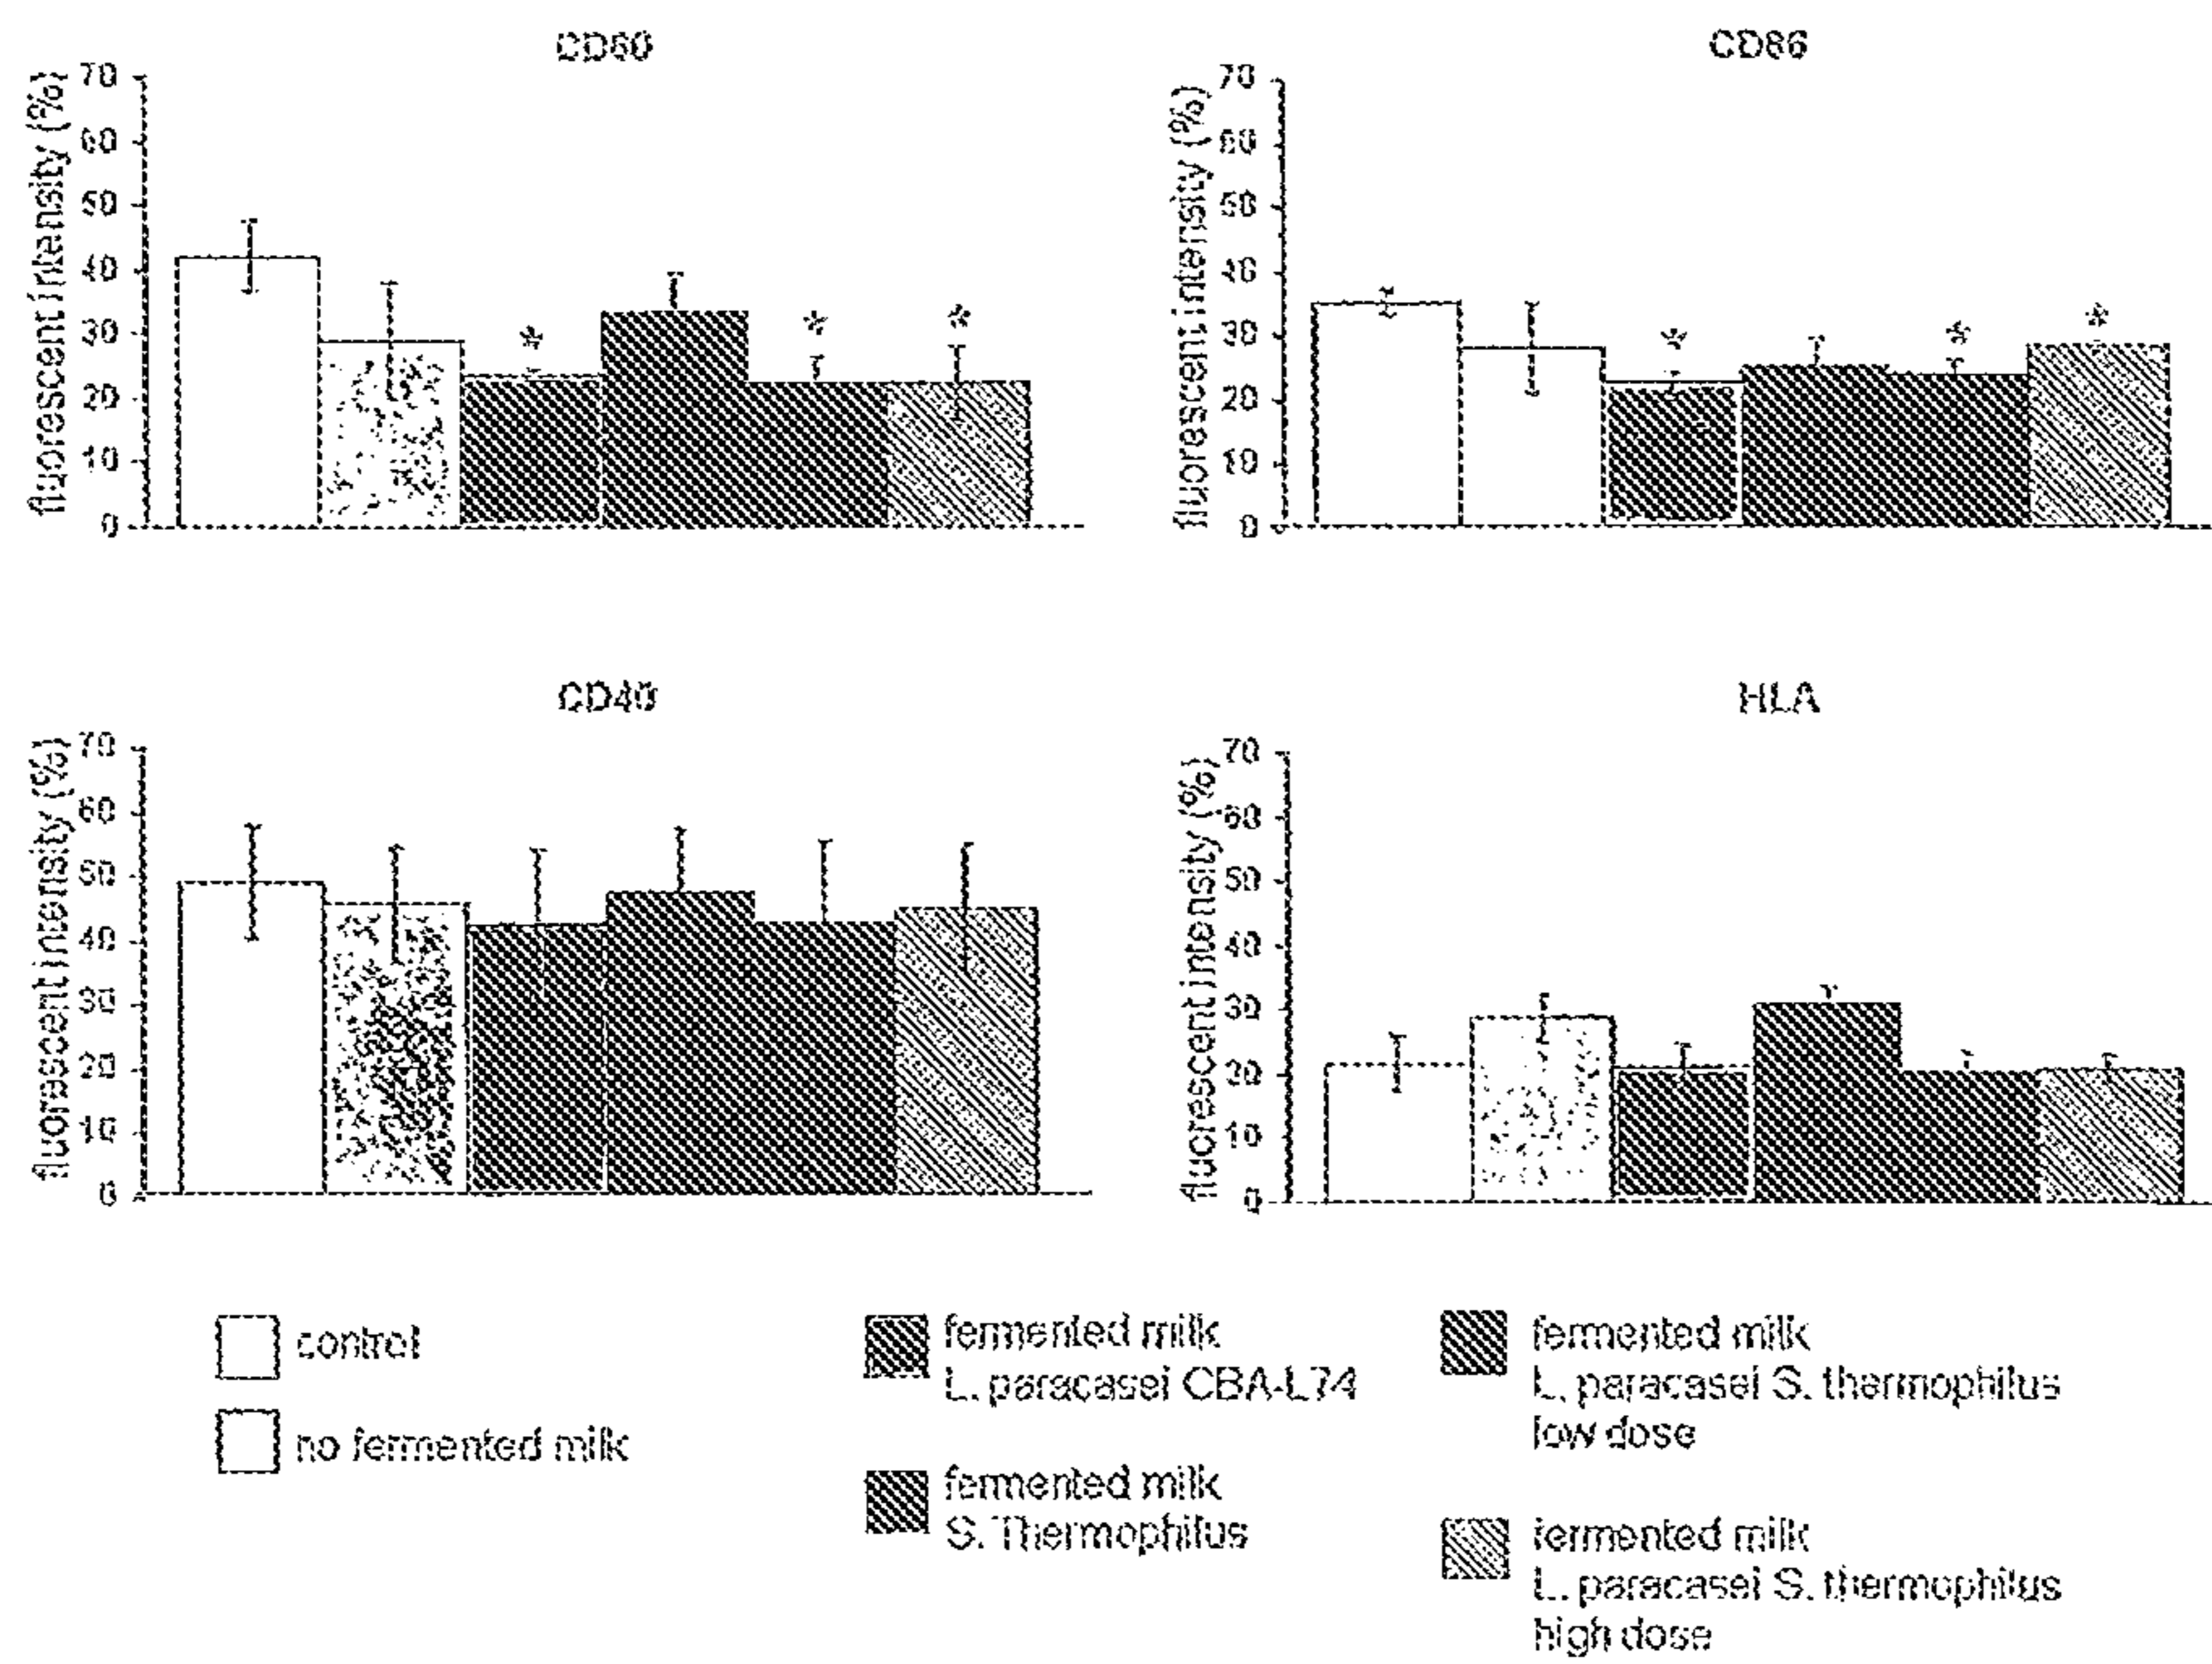 CD80
fluorescent intensity (%)
70
60
50
40
30
20
10
0
*
*
*
CD86
fluorescent intensity (%)
70
60
50
40
30
20
10
0
*
*
*
CD40
fluorescent intensity (%)
70
60
50
40
30
20
10
0
HLA
fluorescent intensity (%)
70
60
50
40
30
20
10
0
control
no fermented milk
fermented milk
L. paracasei CBA-L74
fermented milk
S. Thermophilus
fermented milk
L. paracasei S. thermophilus
low dose
fermented milk
L. paracasei S. thermophilus
high dose